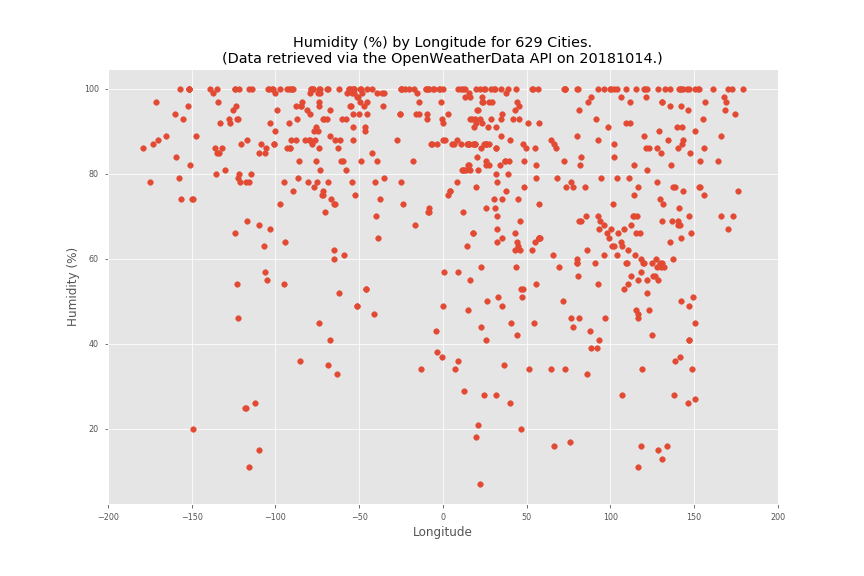 Humidity (%) by Longitude for 629 Cities.
(Data retrieved via the OpenWeatherData API on 20181014.)
Humidity (%)
100
80
60
40
20
−200 −150 −100 −50 0 50 100 150 200
Longitude